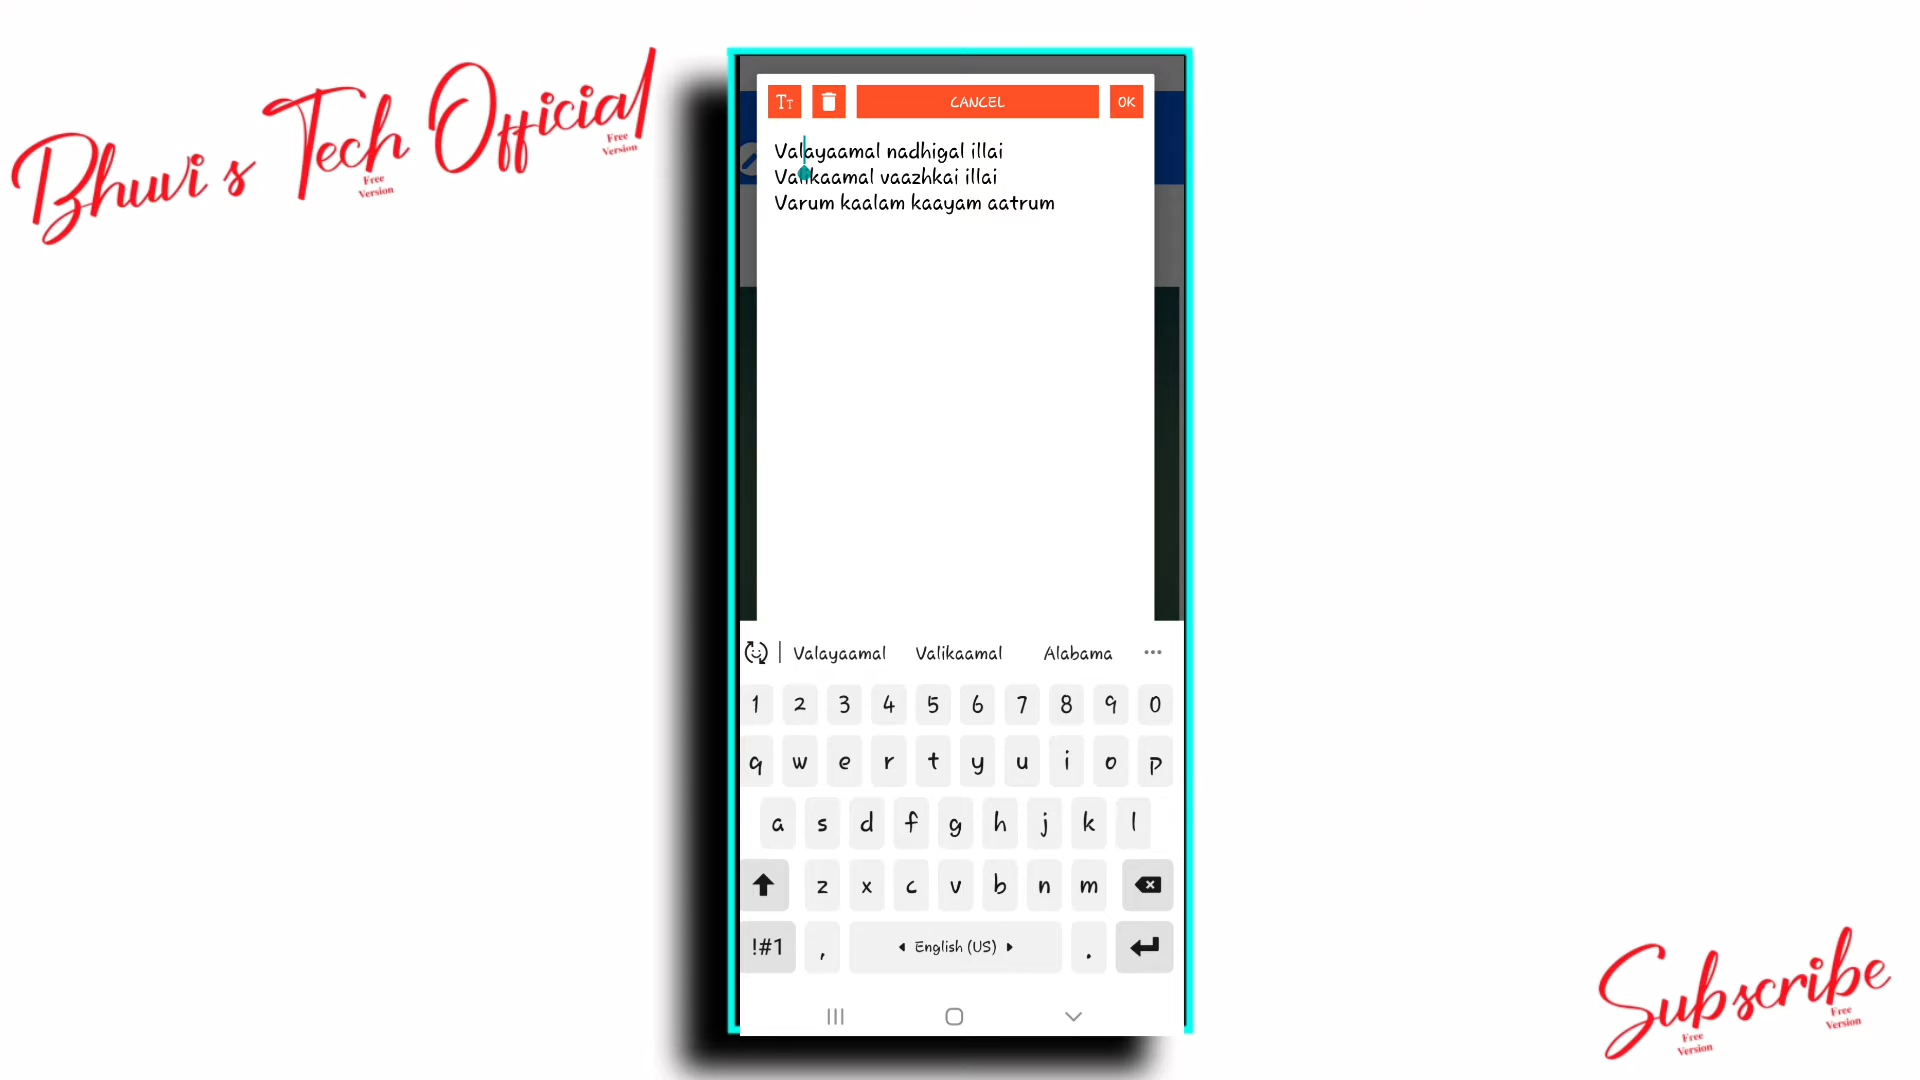 Bhuvi s Tech Official
Free
Version
Free
Version
TT
CANCEL
OK
Valayaamal nadhigal illai
Valikaamal vaazhkai illai
Varum kaalam kaayam aatrum
Valayaamal Valikaamal Alabama
1 2 3 4 5 6 7 8 9 0
q w e r t y u i o p
a s d f g h j k l
z x c v b n m
!#1 , English (US) .
Subscribe
Free
Version
Free
Version